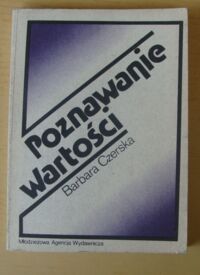 Poznawanie
wartości
Barbara Czerska
Młodzieżowa Agencja Wydawnicza